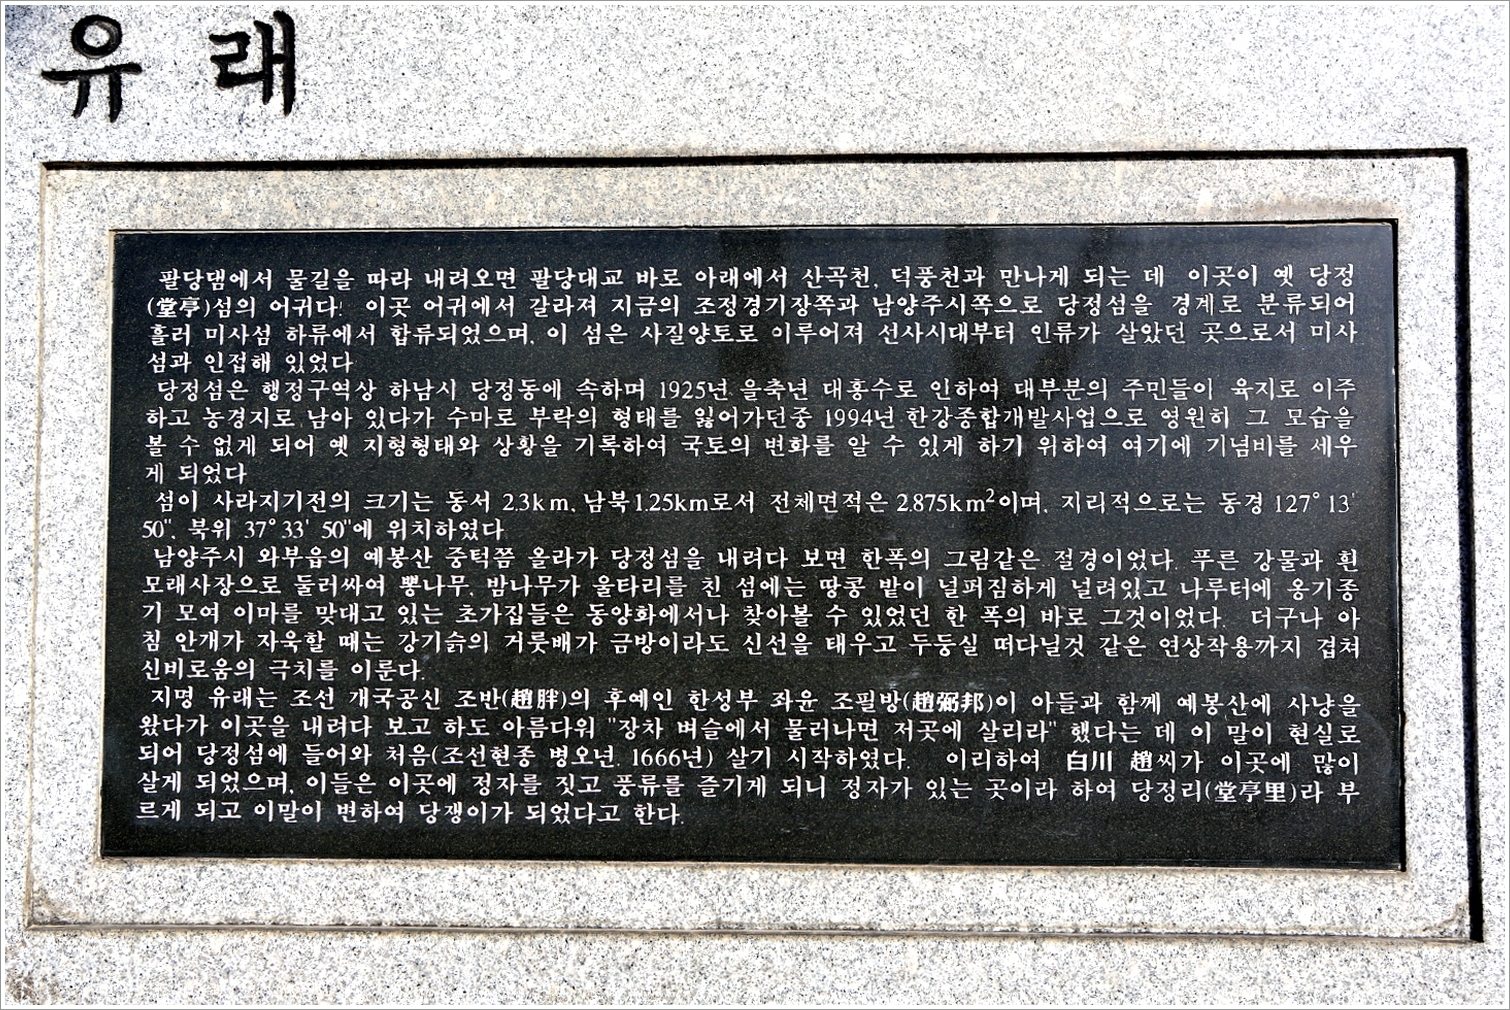 유 래
팔당댐에서 물길을 따라 내려오면 팔당대교 바로 아래에서 산곡천, 덕풍천과 만나게 되는 데 이곳이 옛 당정
(堂亭)섬의 어귀다. 이곳 어귀에서 갈라져 지금의 조정경기장쪽과 남양주시쪽으로 당정섬을 경계로 분류되어
흘러 미사섬 하류에서 합류되었으며, 이 섬은 사질양토로 이루어져 선사시대부터 인류가 살았던 곳으로서 미사
섬과 인접해 있었다
당정섬은 행정구역상 하남시 당정동에 속하며 1925년 을축년 대홍수로 인하여 대부분의 주민들이 육지로 이주
하고 농경지로 남아 있다가 수마로 부락의 형태를 잃어가던중 1994년 한강종합개발사업으로 영원히 그 모습을
볼 수 없게 되어 옛 지형형태와 상황을 기록하여 국토의 변화를 알 수 있게 하기 위하여 여기에 기념비를 세우
게 되었다
섬이 사라지기전의 크기는 동서 2.3km, 남북1.25km로서 전체면적은 2.875km²이며, 지리적으로는 동경 127° 13'
50", 북위 37° 33' 50"에 위치하였다
남양주시 와부읍의 예봉산 중턱쯤 올라가 당정섬을 내려다 보면 한폭의 그림같은 절경이었다. 푸른 강물과 흰
모래사장으로 둘러싸여 뽕나무, 밤나무가 울타리를 친 섬에는 땅콩 밭이 널퍼짐하게 널려있고 나루터에 옹기종
기 모여 이마를 맞대고 있는 초가집들은 동양화에서나 찾아볼 수 있었던 한 폭의 바로 그것이었다. 더구나 아
침 안개가 자욱할 때는 강기슭의 거룻배가 금방이라도 신선을 태우고 두둥실 떠다닐것 같은 연상작용까지 겹쳐
신비로움의 극치를 이룬다.
지명 유래는 조선 개국공신 조반(趙胖)의 후예인 한성부 좌윤 조필방(趙弼邦)이 아들과 함께 예봉산에 사냥을
왔다가 이곳을 내려다 보고 하도 아름다워 "장차 벼슬에서 물러나면 저곳에 살리라" 했다는 데 이 말이 현실로
되어 당정섬에 들어와 처음(조선현종 병오년. 1666년) 살기 시작하였다. 이리하여 白川 趙씨가 이곳에 많이
살게 되었으며, 이들은 이곳에 정자를 짓고 풍류를 즐기게 되니 정자가 있는 곳이라 하여 당정리(堂亭里)라 부
르게 되고 이말이 변하여 당쟁이가 되었다고 한다.